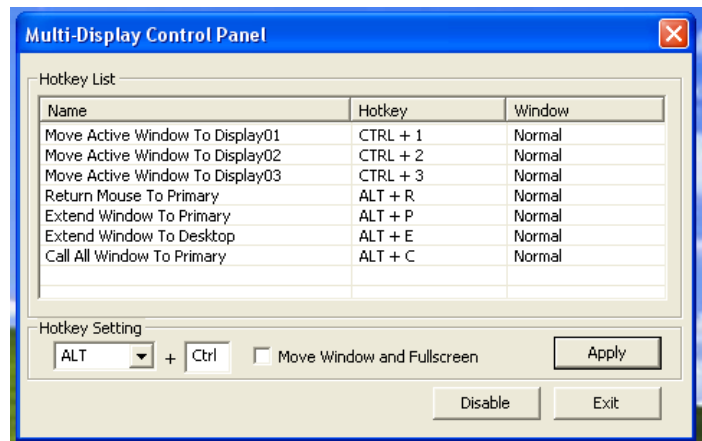 Multi-Display Control Panel
Hotkey List
Name Hotkey Window
Move Active Window To Display01 CTRL + 1 Normal
Move Active Window To Display02 CTRL + 2 Normal
Move Active Window To Display03 CTRL + 3 Normal
Return Mouse To Primary ALT + R Normal
Extend Window To Primary ALT + P Normal
Extend Window To Desktop ALT + E Normal
Call All Window To Primary ALT + C Normal
Hotkey Setting
ALT + Ctrl Move Window and Fullscreen Apply
Disable Exit